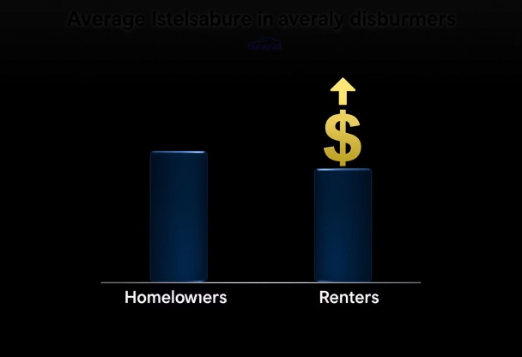 Average Istelsabure in averaly disburmers
$
Homelowners Renters